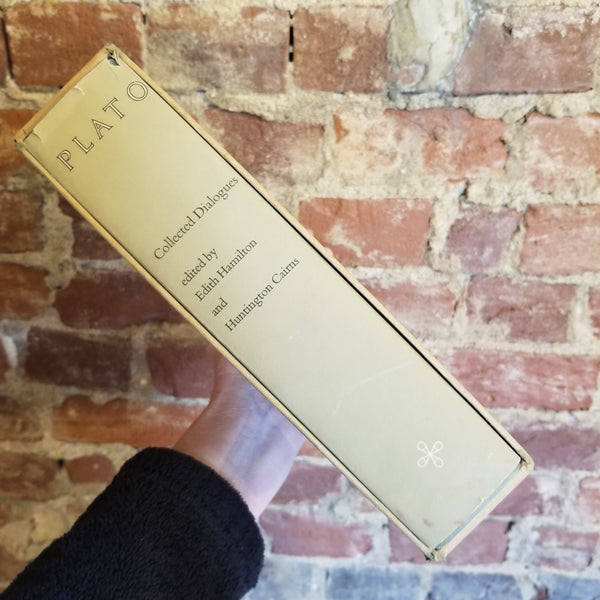 PLATO
Collected Dialogues
edited by
Edith Hamilton
and
Huntington Cairns